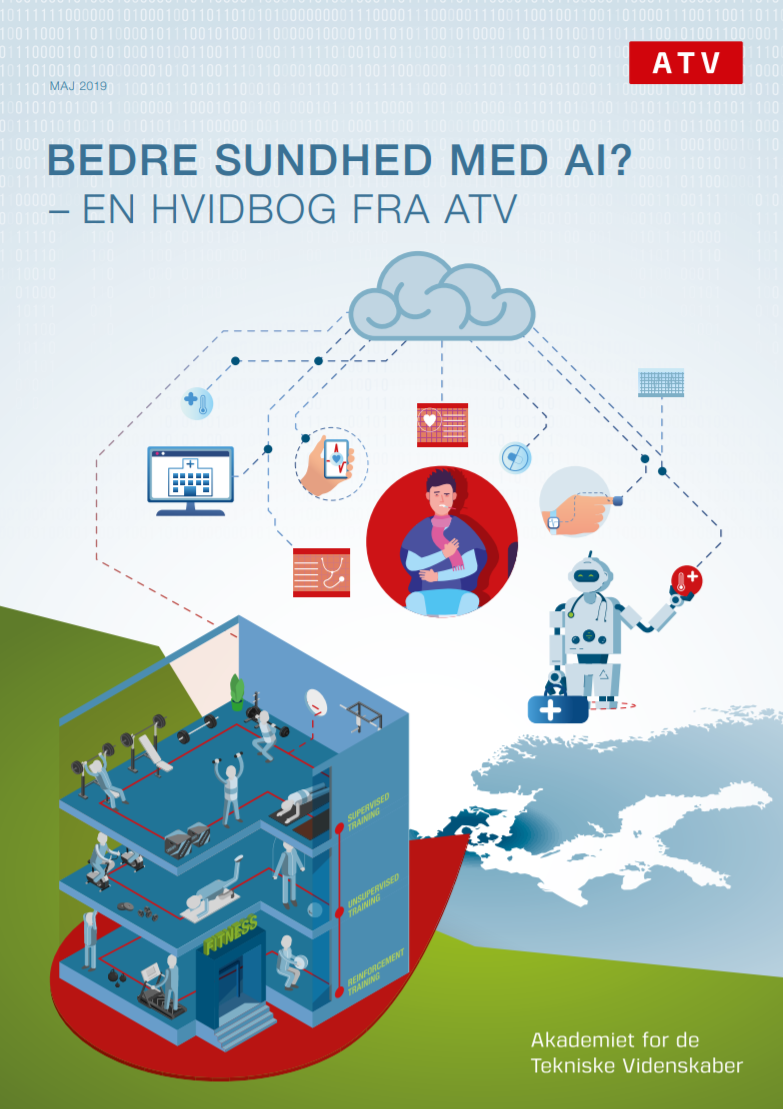 MAJ 2019
ATV
BEDRE SUNDHED MED AI?
– EN HVIDBOG FRA ATV
SUPERVISED
TRAINING
UNSUPERVISED
TRAINING
FITNESS
REINFORCEMENT
TRAINING
Akademiet for de
Tekniske Videnskaber